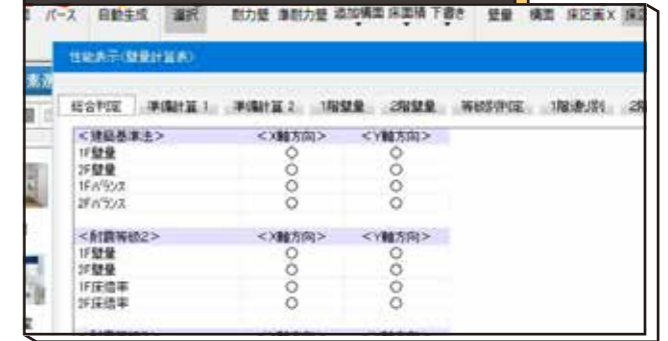 パース 自動生成 選択 耐力壁 準耐力壁 追加横面 床面積 下書き 壁量 横面 床区画X 床区
性能表示(壁量計算表)
総合判定 準備計算1 準備計算2 1階壁量 2階壁量 等級別判定
<建築基準法> <X軸方向> <Y軸方向>
1F壁量 ○ ○
2F壁量 ○ ○
1Fバランス ○ ○
2Fバランス ○ ○
<耐震等級2> <X軸方向> <Y軸方向>
1F壁量 ○ ○
2F壁量 ○ ○
1F床倍率 ○ ○
2F床倍率 ○ ○